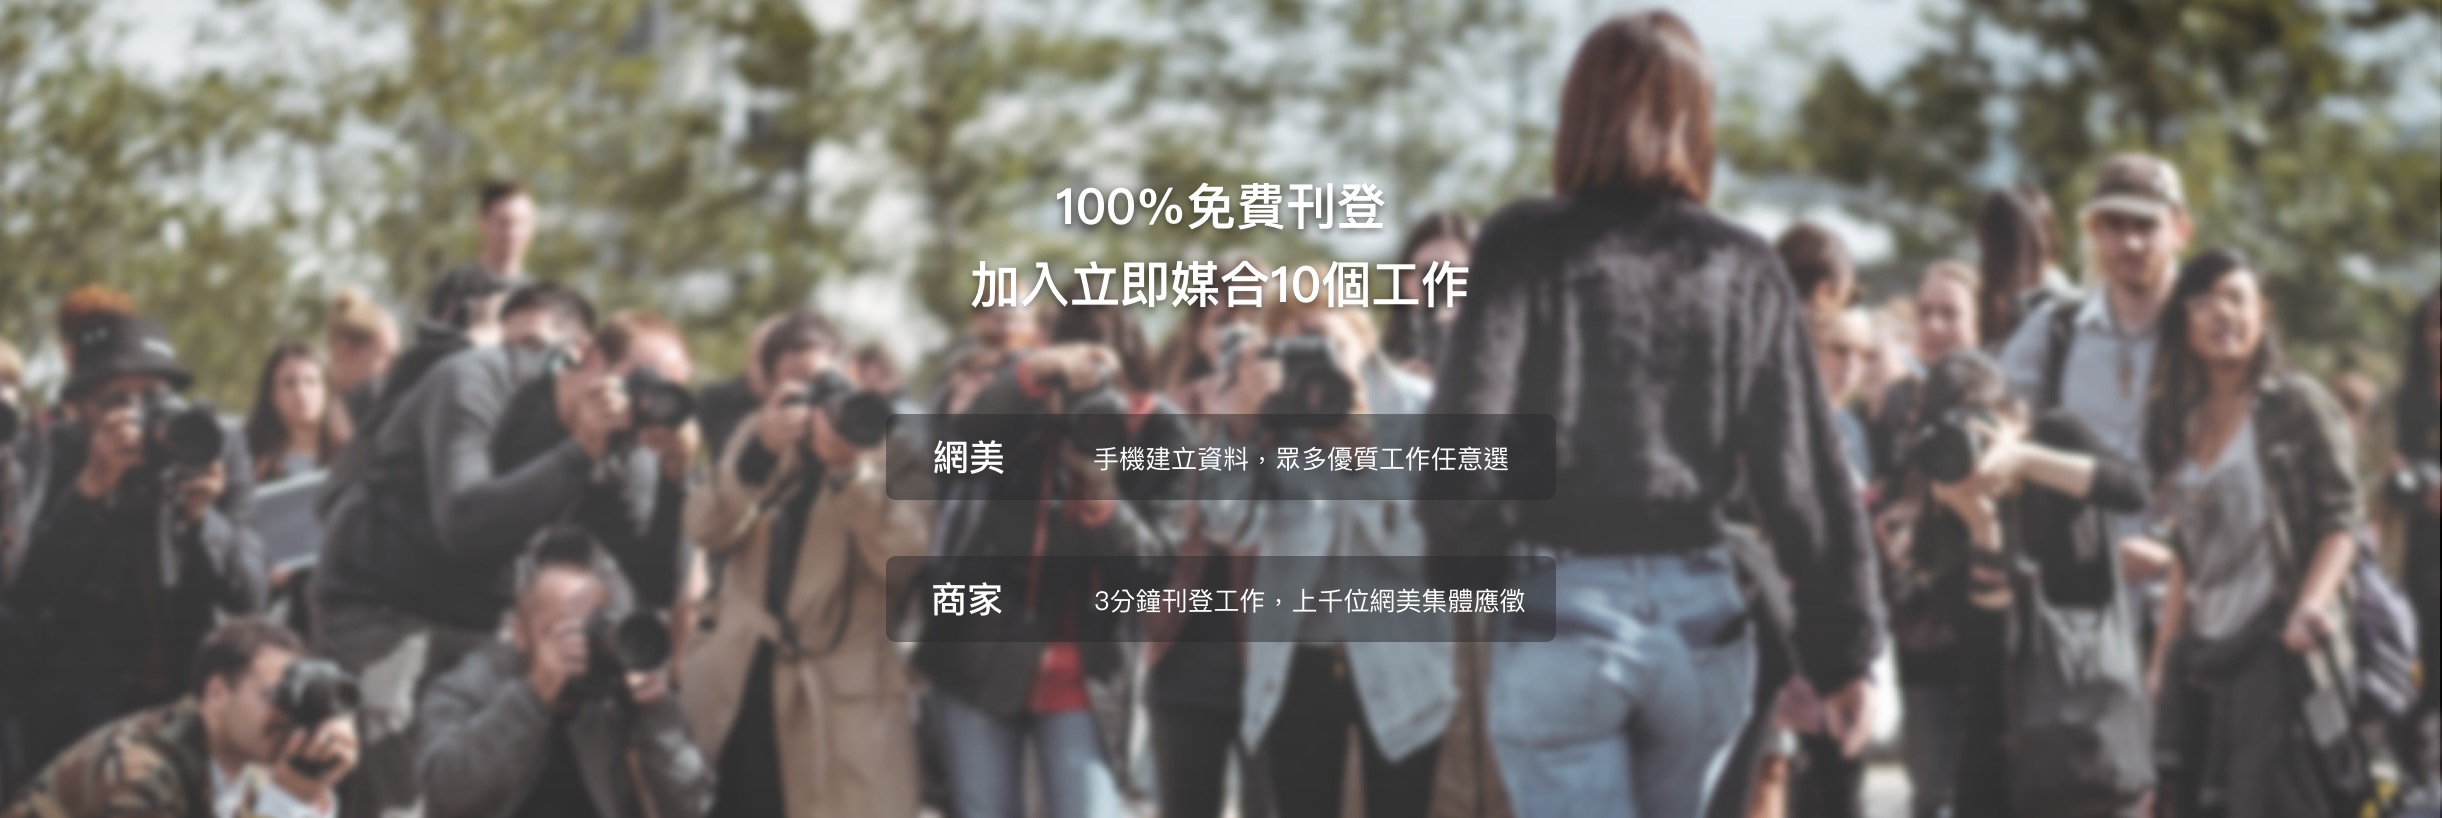 100%免費刊登
加入立即媒合10個工作
網美 手機建立資料，眾多優質工作任意選
商家 3分鐘刊登工作，上千位網美集體應徵